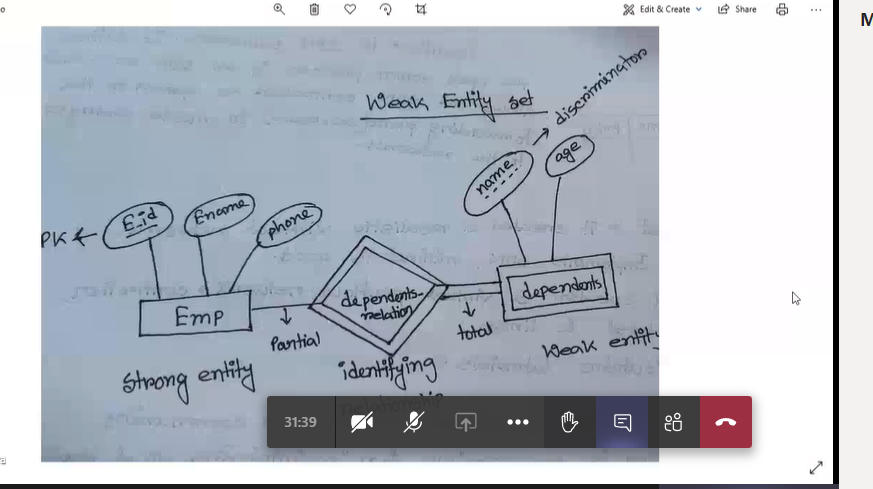 Edit & Create
Share
M
Weak Entity set
discriminator
name
age
E-id
Ename
phone
PK
Emp
dependents-
relation
dependents
Partial
total
Strong entity
identifying
Weak entity
31:39